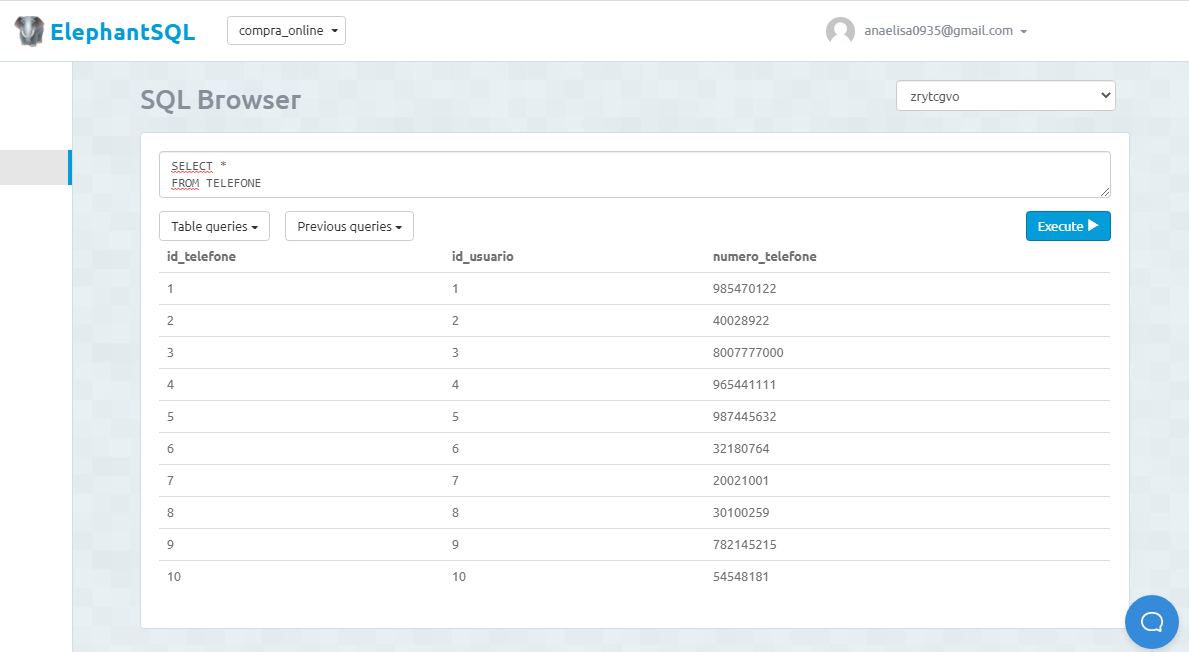 ElephantSQL compra_online anaelisa0935@gmail.com
SQL Browser zrytcgvo
SELECT *
FROM TELEFONE
Table queries Previous queries Execute
id_telefone id_usuario numero_telefone
1 1 985470122
2 2 40028922
3 3 8007777000
4 4 965441111
5 5 987445632
6 6 32180764
7 7 20021001
8 8 30100259
9 9 782145215
10 10 54548181